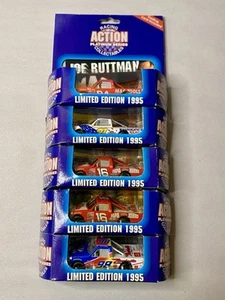 RACING
ACTION
PLATINUM SERIES
COLLECTABLES
JOE RUTTMAN
LIMITED EDITION 1995
LIMITED EDITION 1995
16
LIMITED EDITION 1995
16
LIMITED EDITION 1995
98
LIMITED EDITION 1995